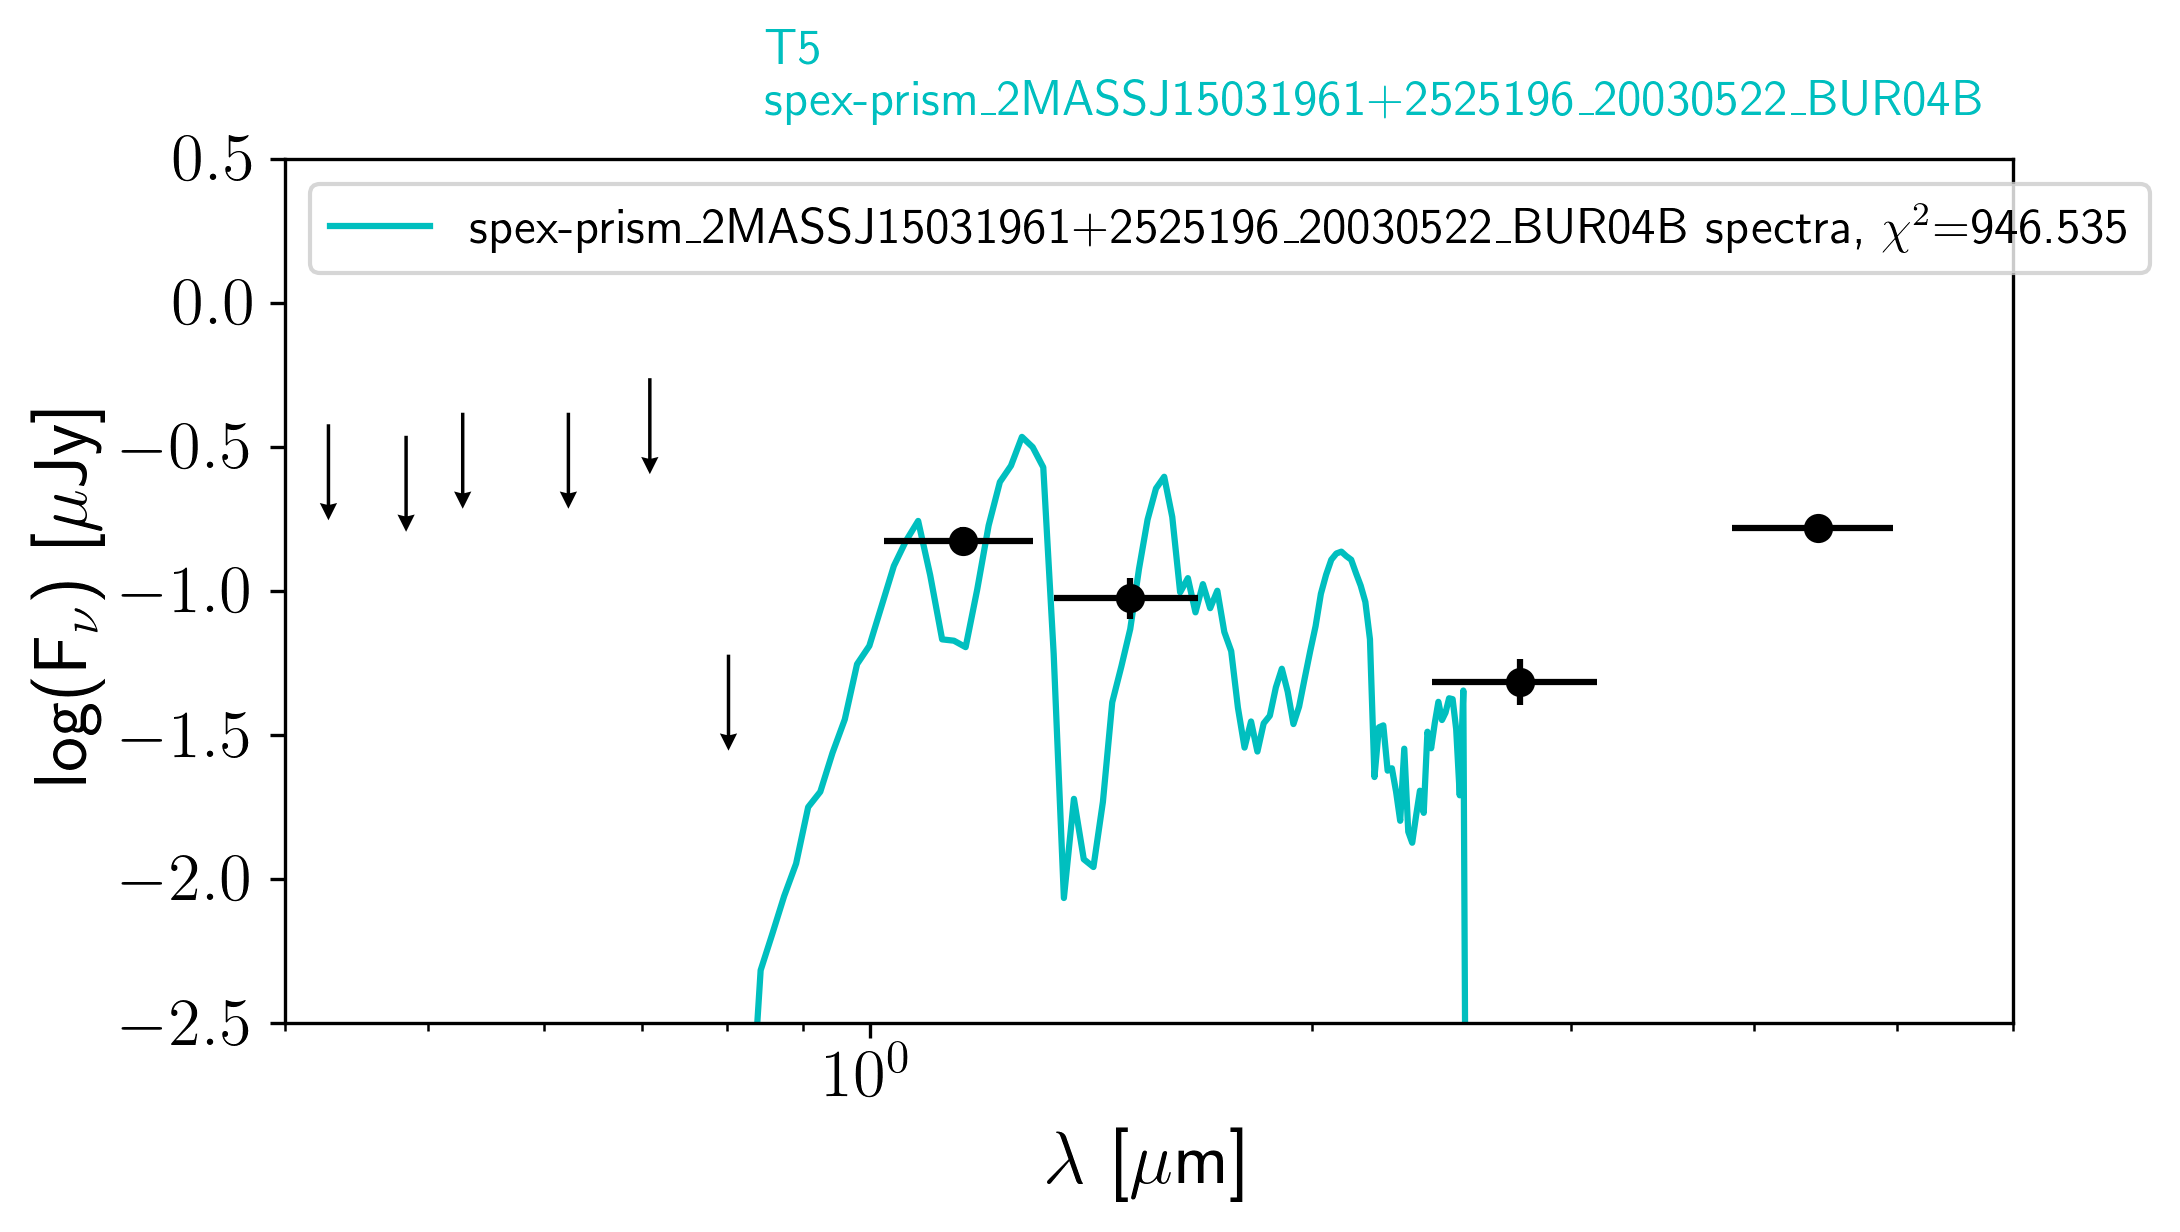 T5
spex-prism_2MASSJ15031961+2525196_20030522_BUR04B
spex-prism_2MASSJ15031961+2525196_20030522_BUR04B spectra, χ²=946.535
0.5
0.0
−0.5
−1.0
−1.5
−2.0
−2.5
log(Fν) [μJy]
10⁰
λ [μm]